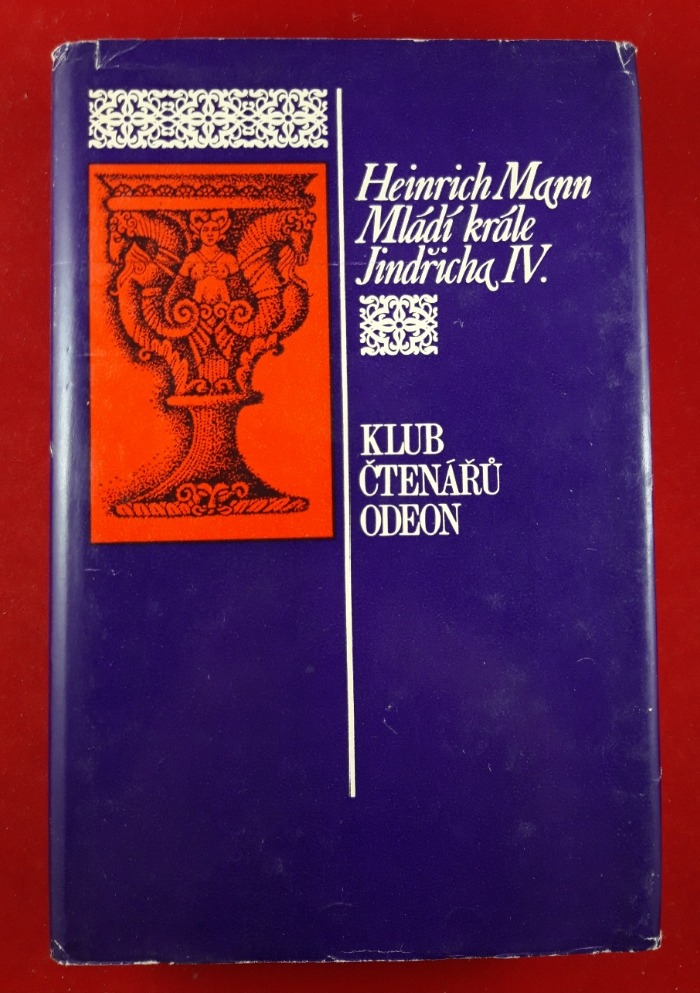 Heinrich Mann
Mládí krále
Jindřicha IV.
KLUB
ČTENÁŘŮ
ODEON